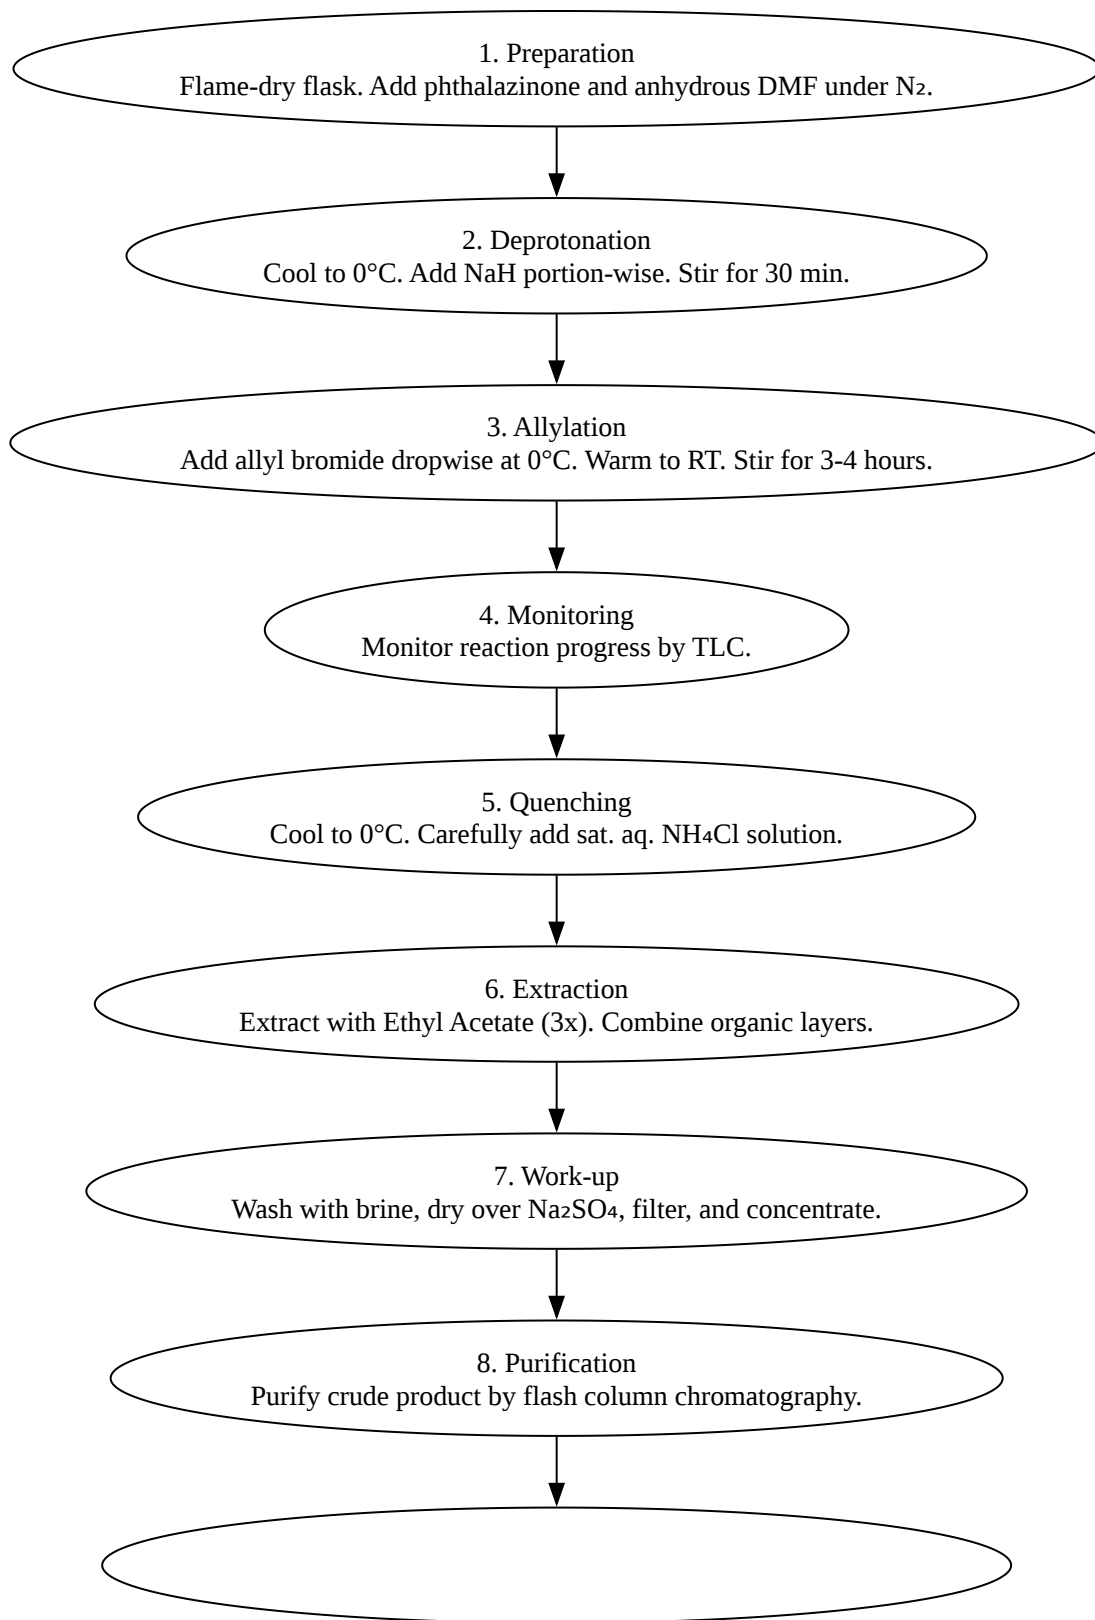 1. Preparation
Flame-dry flask. Add phthalazinone and anhydrous DMF under N₂.
2. Deprotonation
Cool to 0°C. Add NaH portion-wise. Stir for 30 min.
3. Allylation
Add allyl bromide dropwise at 0°C. Warm to RT. Stir for 3-4 hours.
4. Monitoring
Monitor reaction progress by TLC.
5. Quenching
Cool to 0°C. Carefully add sat. aq. NH₄Cl solution.
6. Extraction
Extract with Ethyl Acetate (3x). Combine organic layers.
7. Work-up
Wash with brine, dry over Na₂SO₄, filter, and concentrate.
8. Purification
Purify crude product by flash column chromatography.